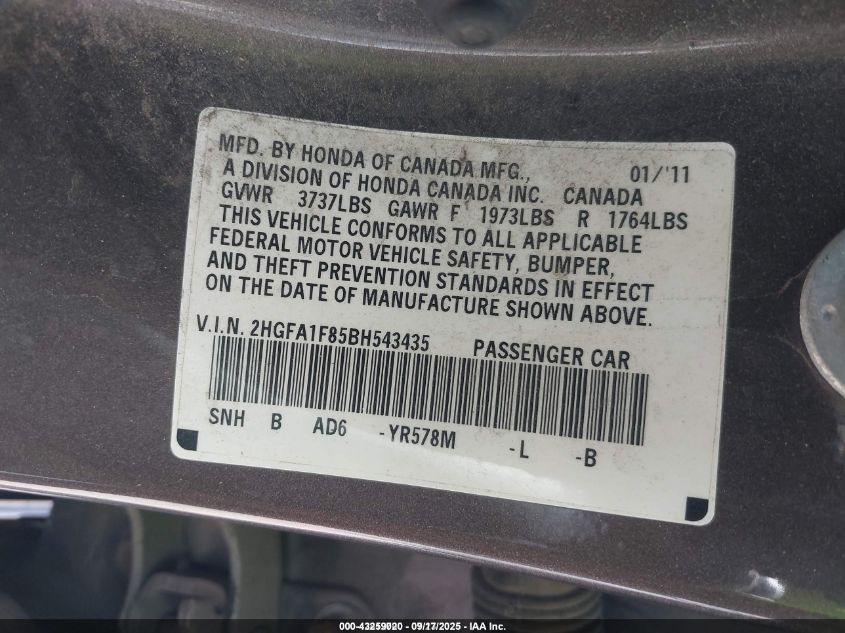 MFD. BY HONDA OF CANADA MFG., 01/'11
A DIVISION OF HONDA CANADA INC. CANADA
GVWR 3737LBS GAWR F 1973LBS R 1764LBS
THIS VEHICLE CONFORMS TO ALL APPLICABLE
FEDERAL MOTOR VEHICLE SAFETY, BUMPER,
AND THEFT PREVENTION STANDARDS IN EFFECT
ON THE DATE OF MANUFACTURE SHOWN ABOVE.
V.I.N. 2HGFA1F85BH543435 PASSENGER CAR
SNH B AD6 -YR578M -L -B
000-43259020 - 09/17/2025 - IAA Inc.